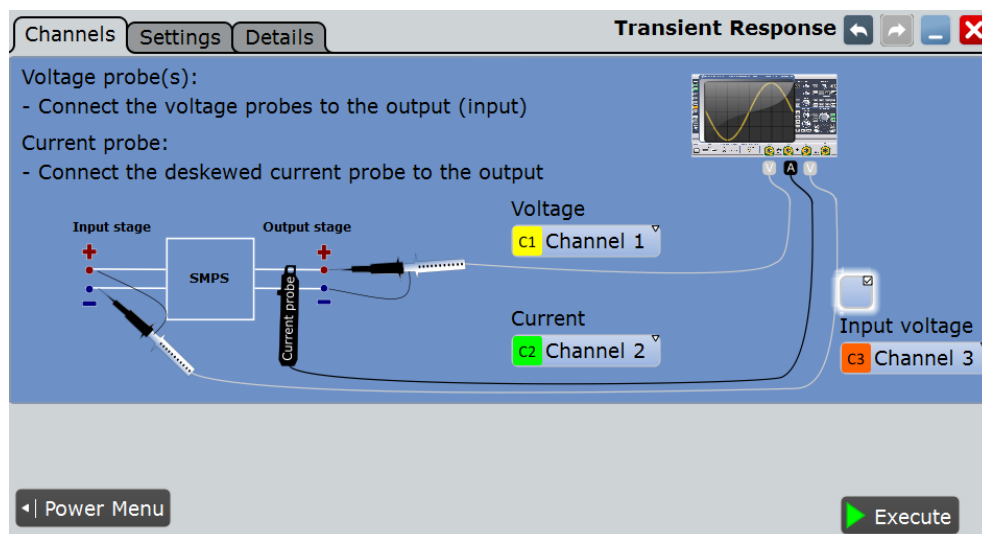 Channels Settings Details Transient Response
Voltage probe(s):
- Connect the voltage probes to the output (input)
Current probe:
- Connect the deskewed current probe to the output
V A V
Input stage Output stage
+ +
SMPS
- -
Current probe
Voltage
C1 Channel 1
Current
C2 Channel 2
Input voltage
C3 Channel 3
Power Menu
Execute